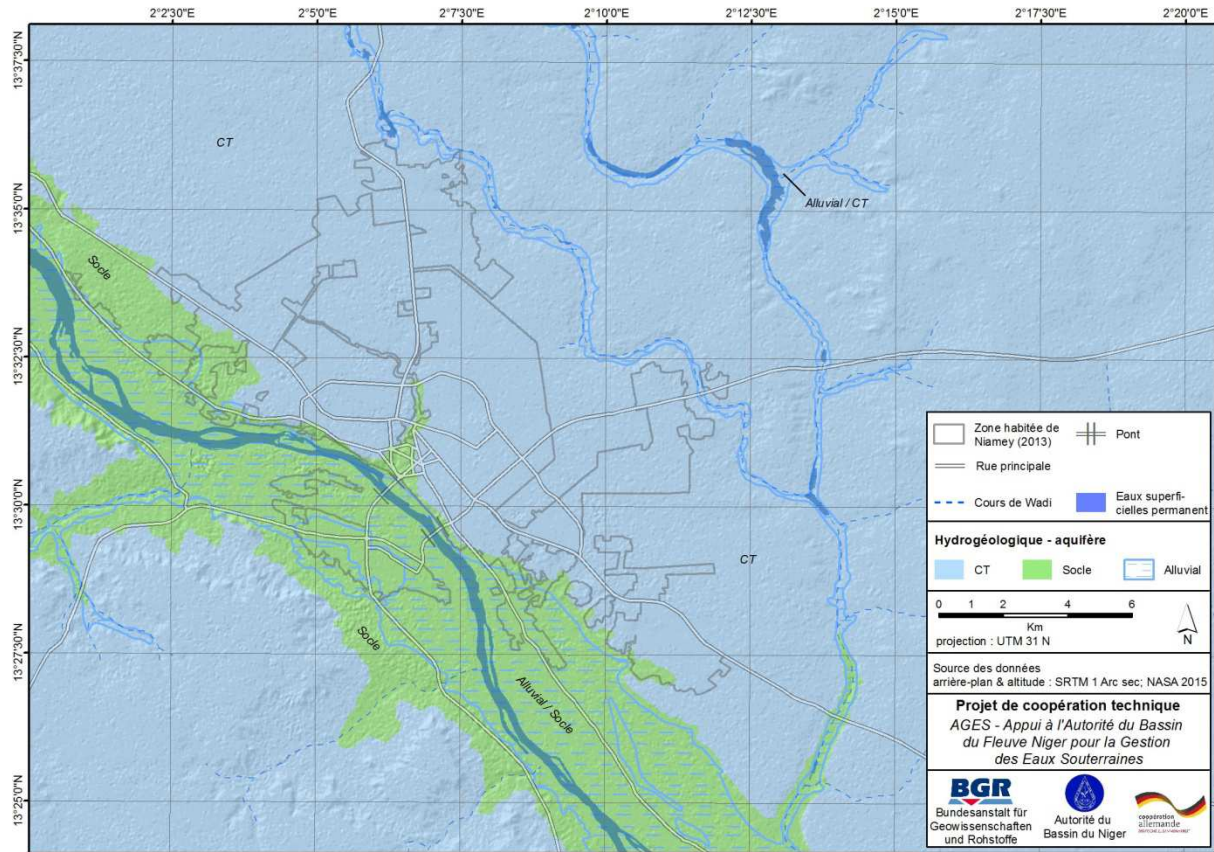 2°2'30"E
2°5'0"E
2°7'30"E
2°10'0"E
2°12'30"E
2°15'0"E
2°17'30"E
2°20'0"E
13°37'30"N
13°35'0"N
13°32'30"N
13°30'0"N
13°27'30"N
13°25'0"N
CT
Alluvial / CT
Socle
CT
Socle
Alluvial / Socle
Zone habitée de
Niamey (2013)
Pont
Rue principale
Cours de Wadi
Eaux superfi-
cielles permanent
Hydrogéologique - aquifère
CT
Socle
Alluvial
0 1 2 4 6
Km
projection : UTM 31 N
N
Source des données
arrière-plan & altitude : SRTM 1 Arc sec; NASA 2015
Projet de coopération technique
AGES - Appui à l'Autorité du Bassin
du Fleuve Niger pour la Gestion
des Eaux Souterraines
BGR
Bundesanstalt für
Geowissenschaften
und Rohstoffe
Autorité du
Bassin du Niger
coopération
allemande